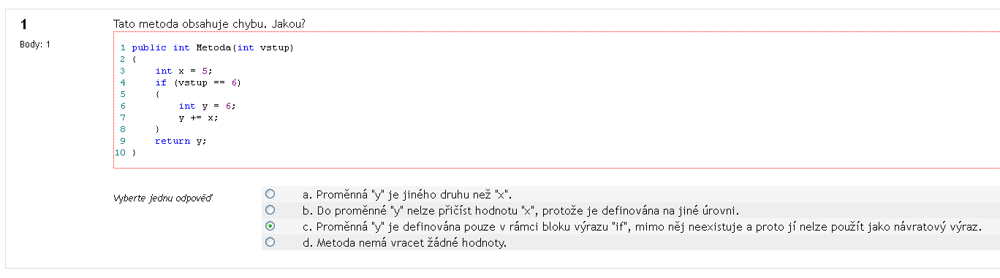 1
Tato metoda obsahuje chybu. Jakou?
Body: 1
1 public int Metoda(int vstup)
2 {
3     int x = 5;
4     if (vstup == 6)
5     {
6         int y = 6;
7         y += x;
8     }
9     return y;
10 }
Vyberte jednu odpověď
a. Proměnná "y" je jiného druhu než "x".
b. Do proměnné "y" nelze přičíst hodnotu "x", protože je definována na jiné úrovni.
c. Proměnná "y" je definována pouze v rámci bloku výrazu "if", mimo něj neexistuje a proto jí nelze použít jako návratový výraz.
d. Metoda nemá vracet žádné hodnoty.